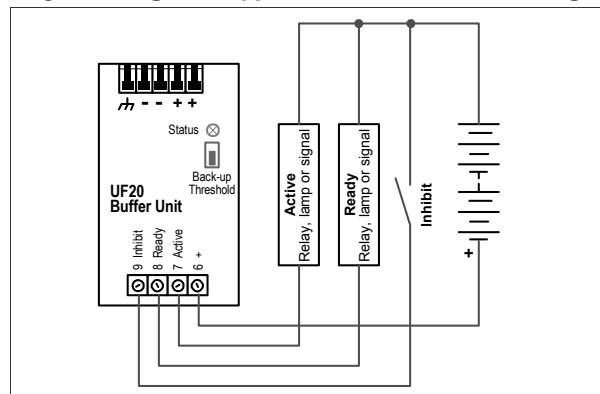 - - + +
Status
Back-up
Threshold
UF20
Buffer Unit
9 Inhibit
8 Ready
7 Active
6 +
Active
Relay, lamp or signal
Ready
Relay, lamp or signal
Inhibit
+